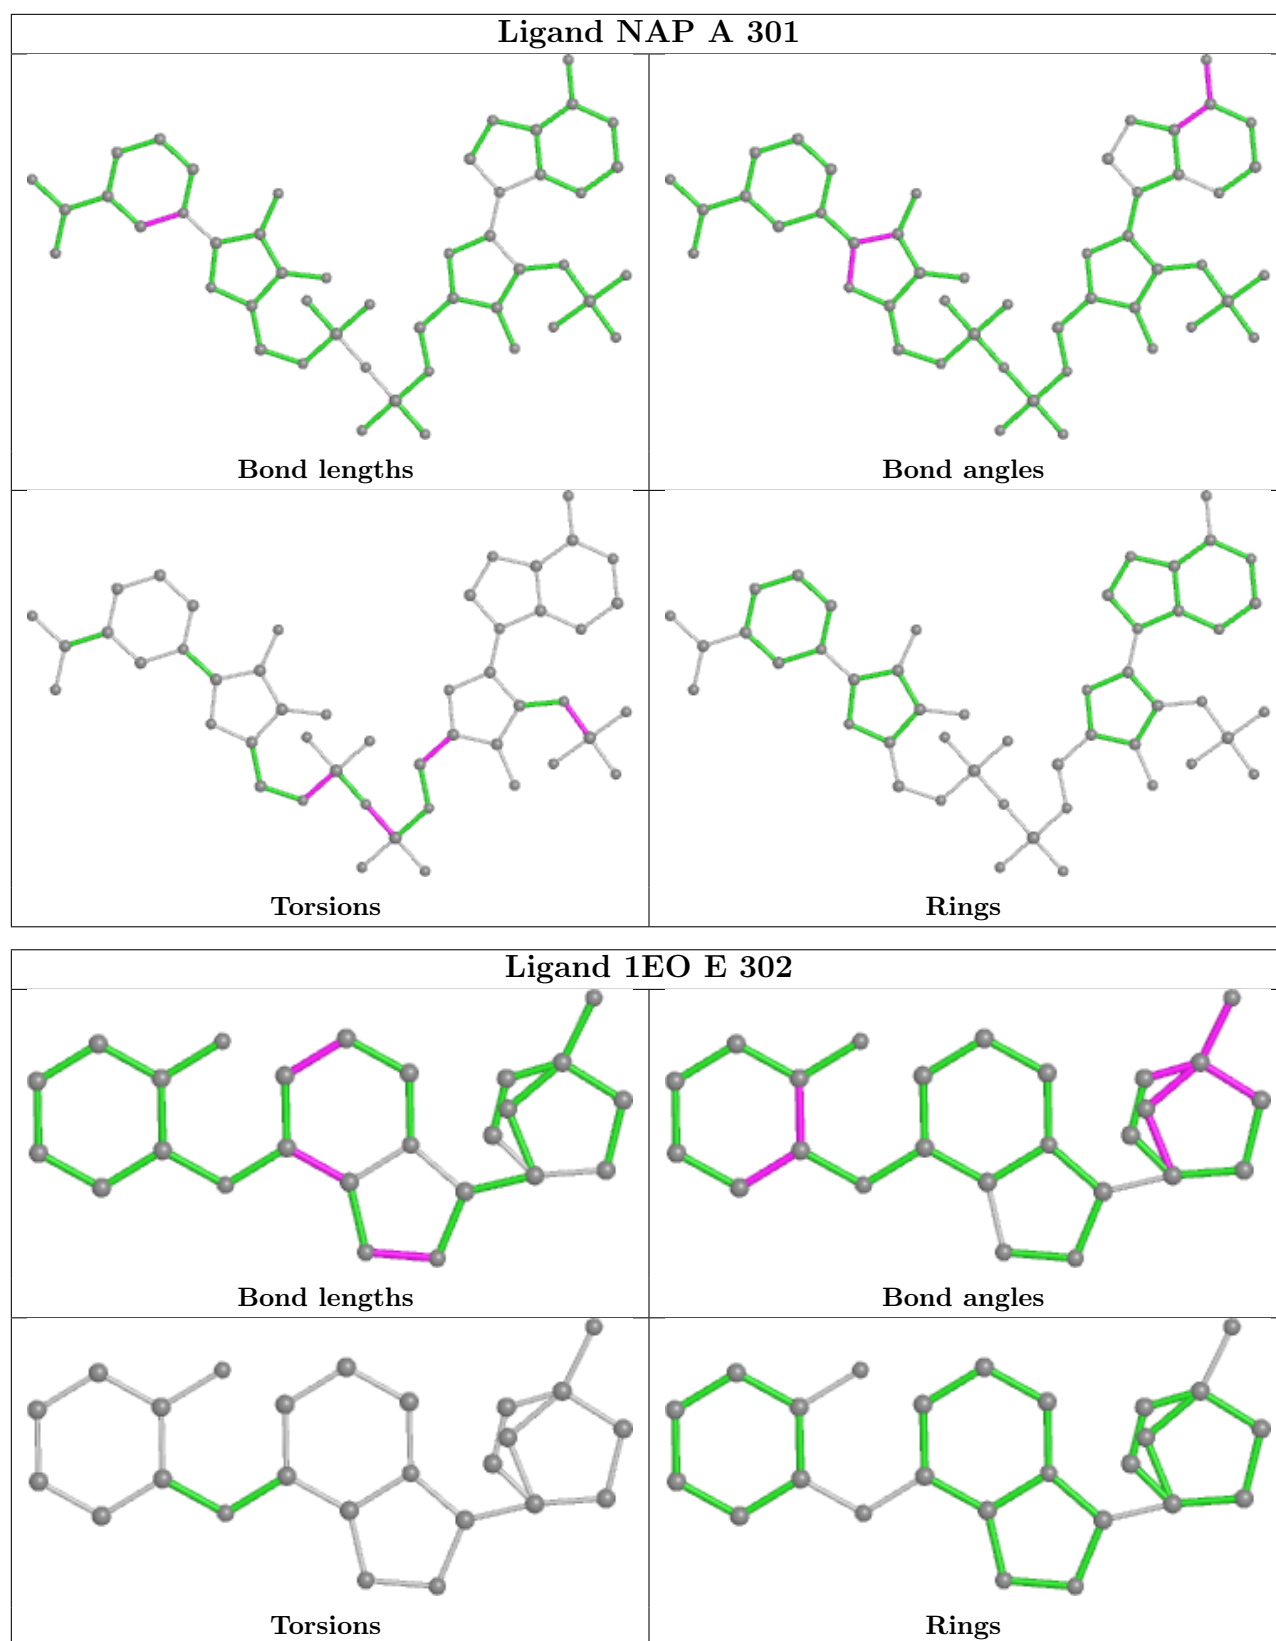 Ligand NAP A 301
Bond lengths
Bond angles
Torsions
Rings
Ligand 1EO E 302
Bond lengths
Bond angles
Torsions
Rings